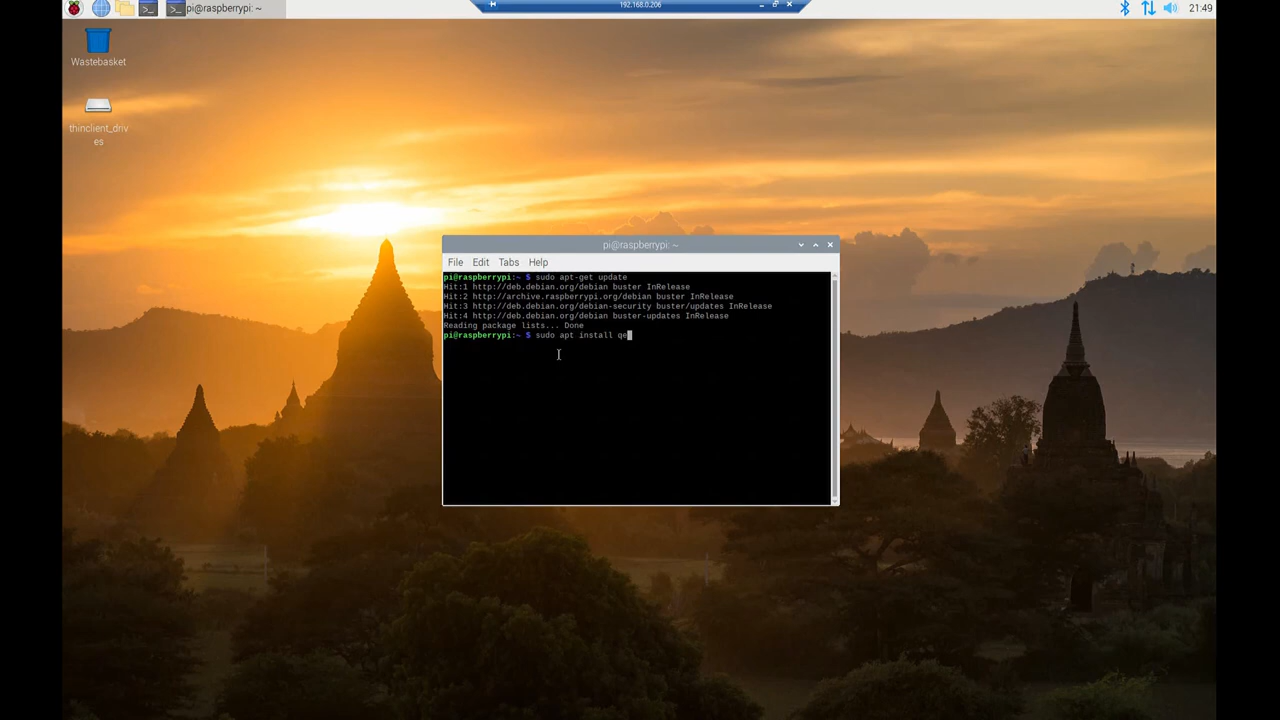 pi@raspberrypi: ~
192.168.0.206
21:49
Wastebasket
thinclient_driv
es
pi@raspberrypi: ~
File Edit Tabs Help
pi@raspberrypi:~ $ sudo apt-get update
Hit:1 http://deb.debian.org/debian buster InRelease
Hit:2 http://archive.raspberrypi.org/debian buster InRelease
Hit:3 http://deb.debian.org/debian-security buster/updates InRelease
Hit:4 http://deb.debian.org/debian buster-updates InRelease
Reading package lists... Done
pi@raspberrypi:~ $ sudo apt install qe